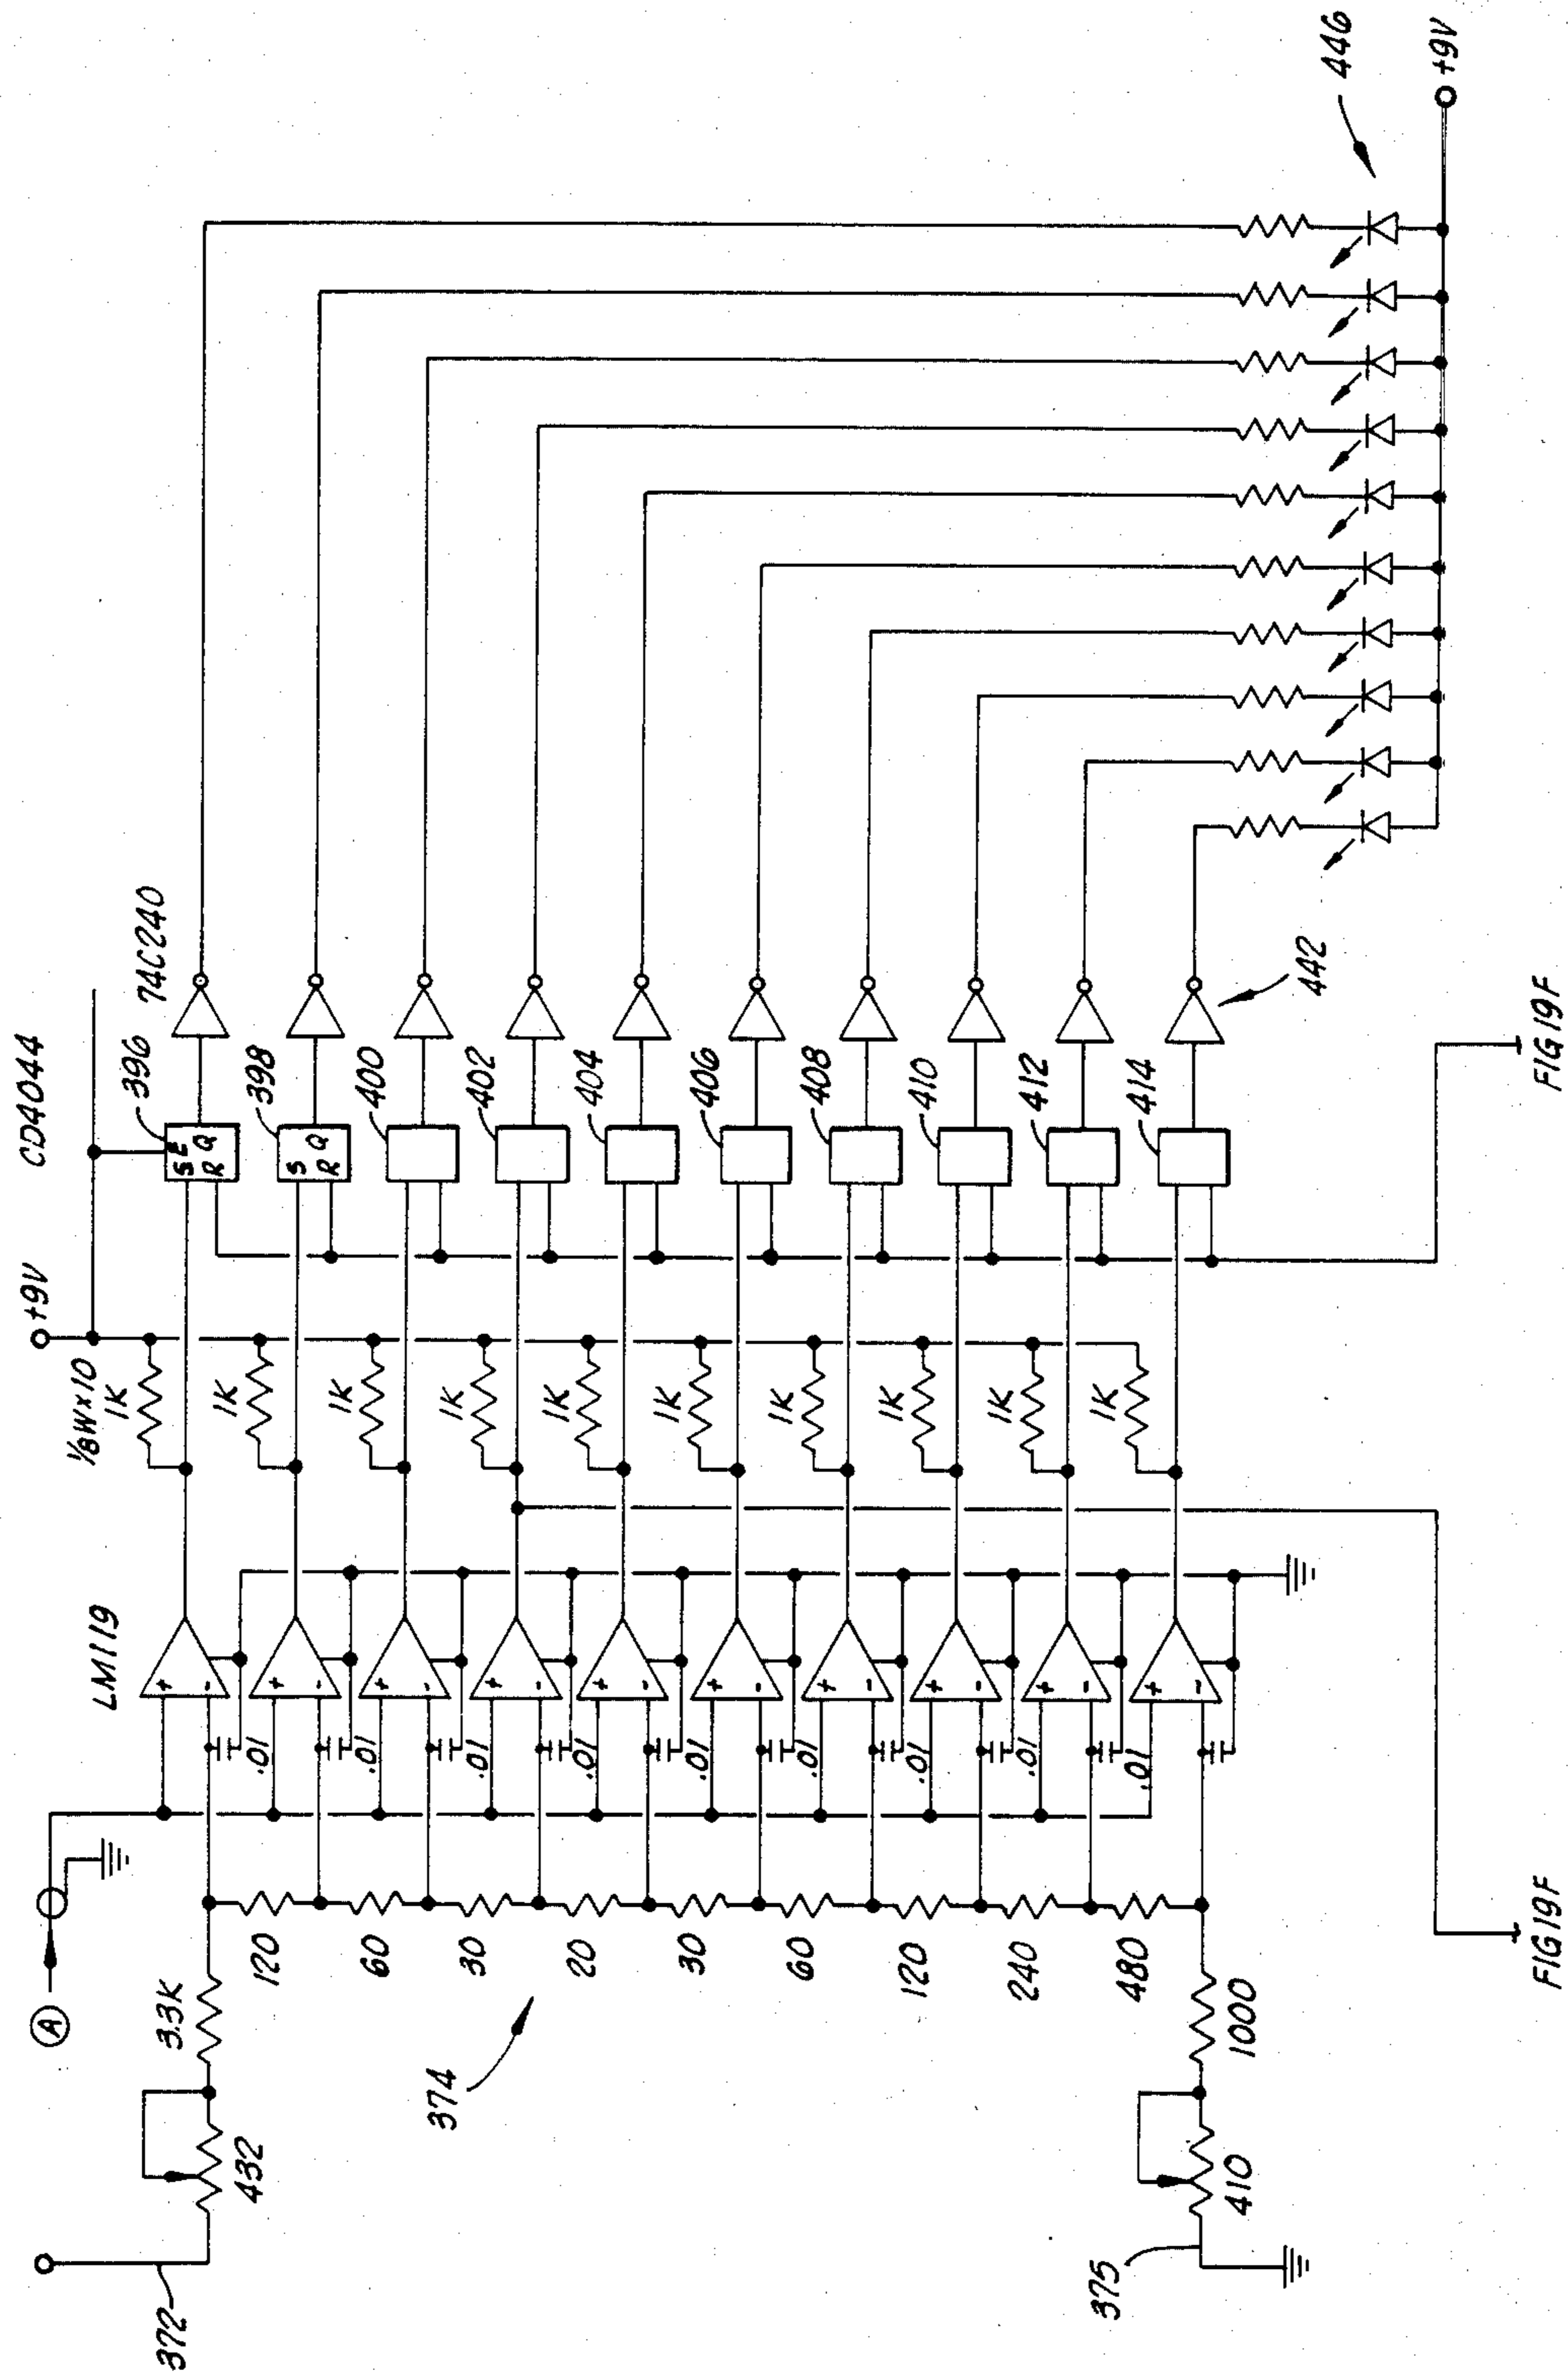 372
432
3.3K
A
374
120
60
30
20
30
60
120
240
480
1000
410
375
LM119
+
-
.01
+
-
.01
+
-
.01
+
-
.01
+
-
.01
+
-
.01
+
-
.01
+
-
.01
+
-
.01
+
-
+9V
1/8W×10
1K
1K
1K
1K
1K
1K
1K
1K
1K
1K
CD4044
S E
R Q
396
S
R Q
398
400
402
404
406
408
410
412
414
74C240
442
446
+9V
FIG 19F
FIG 19F